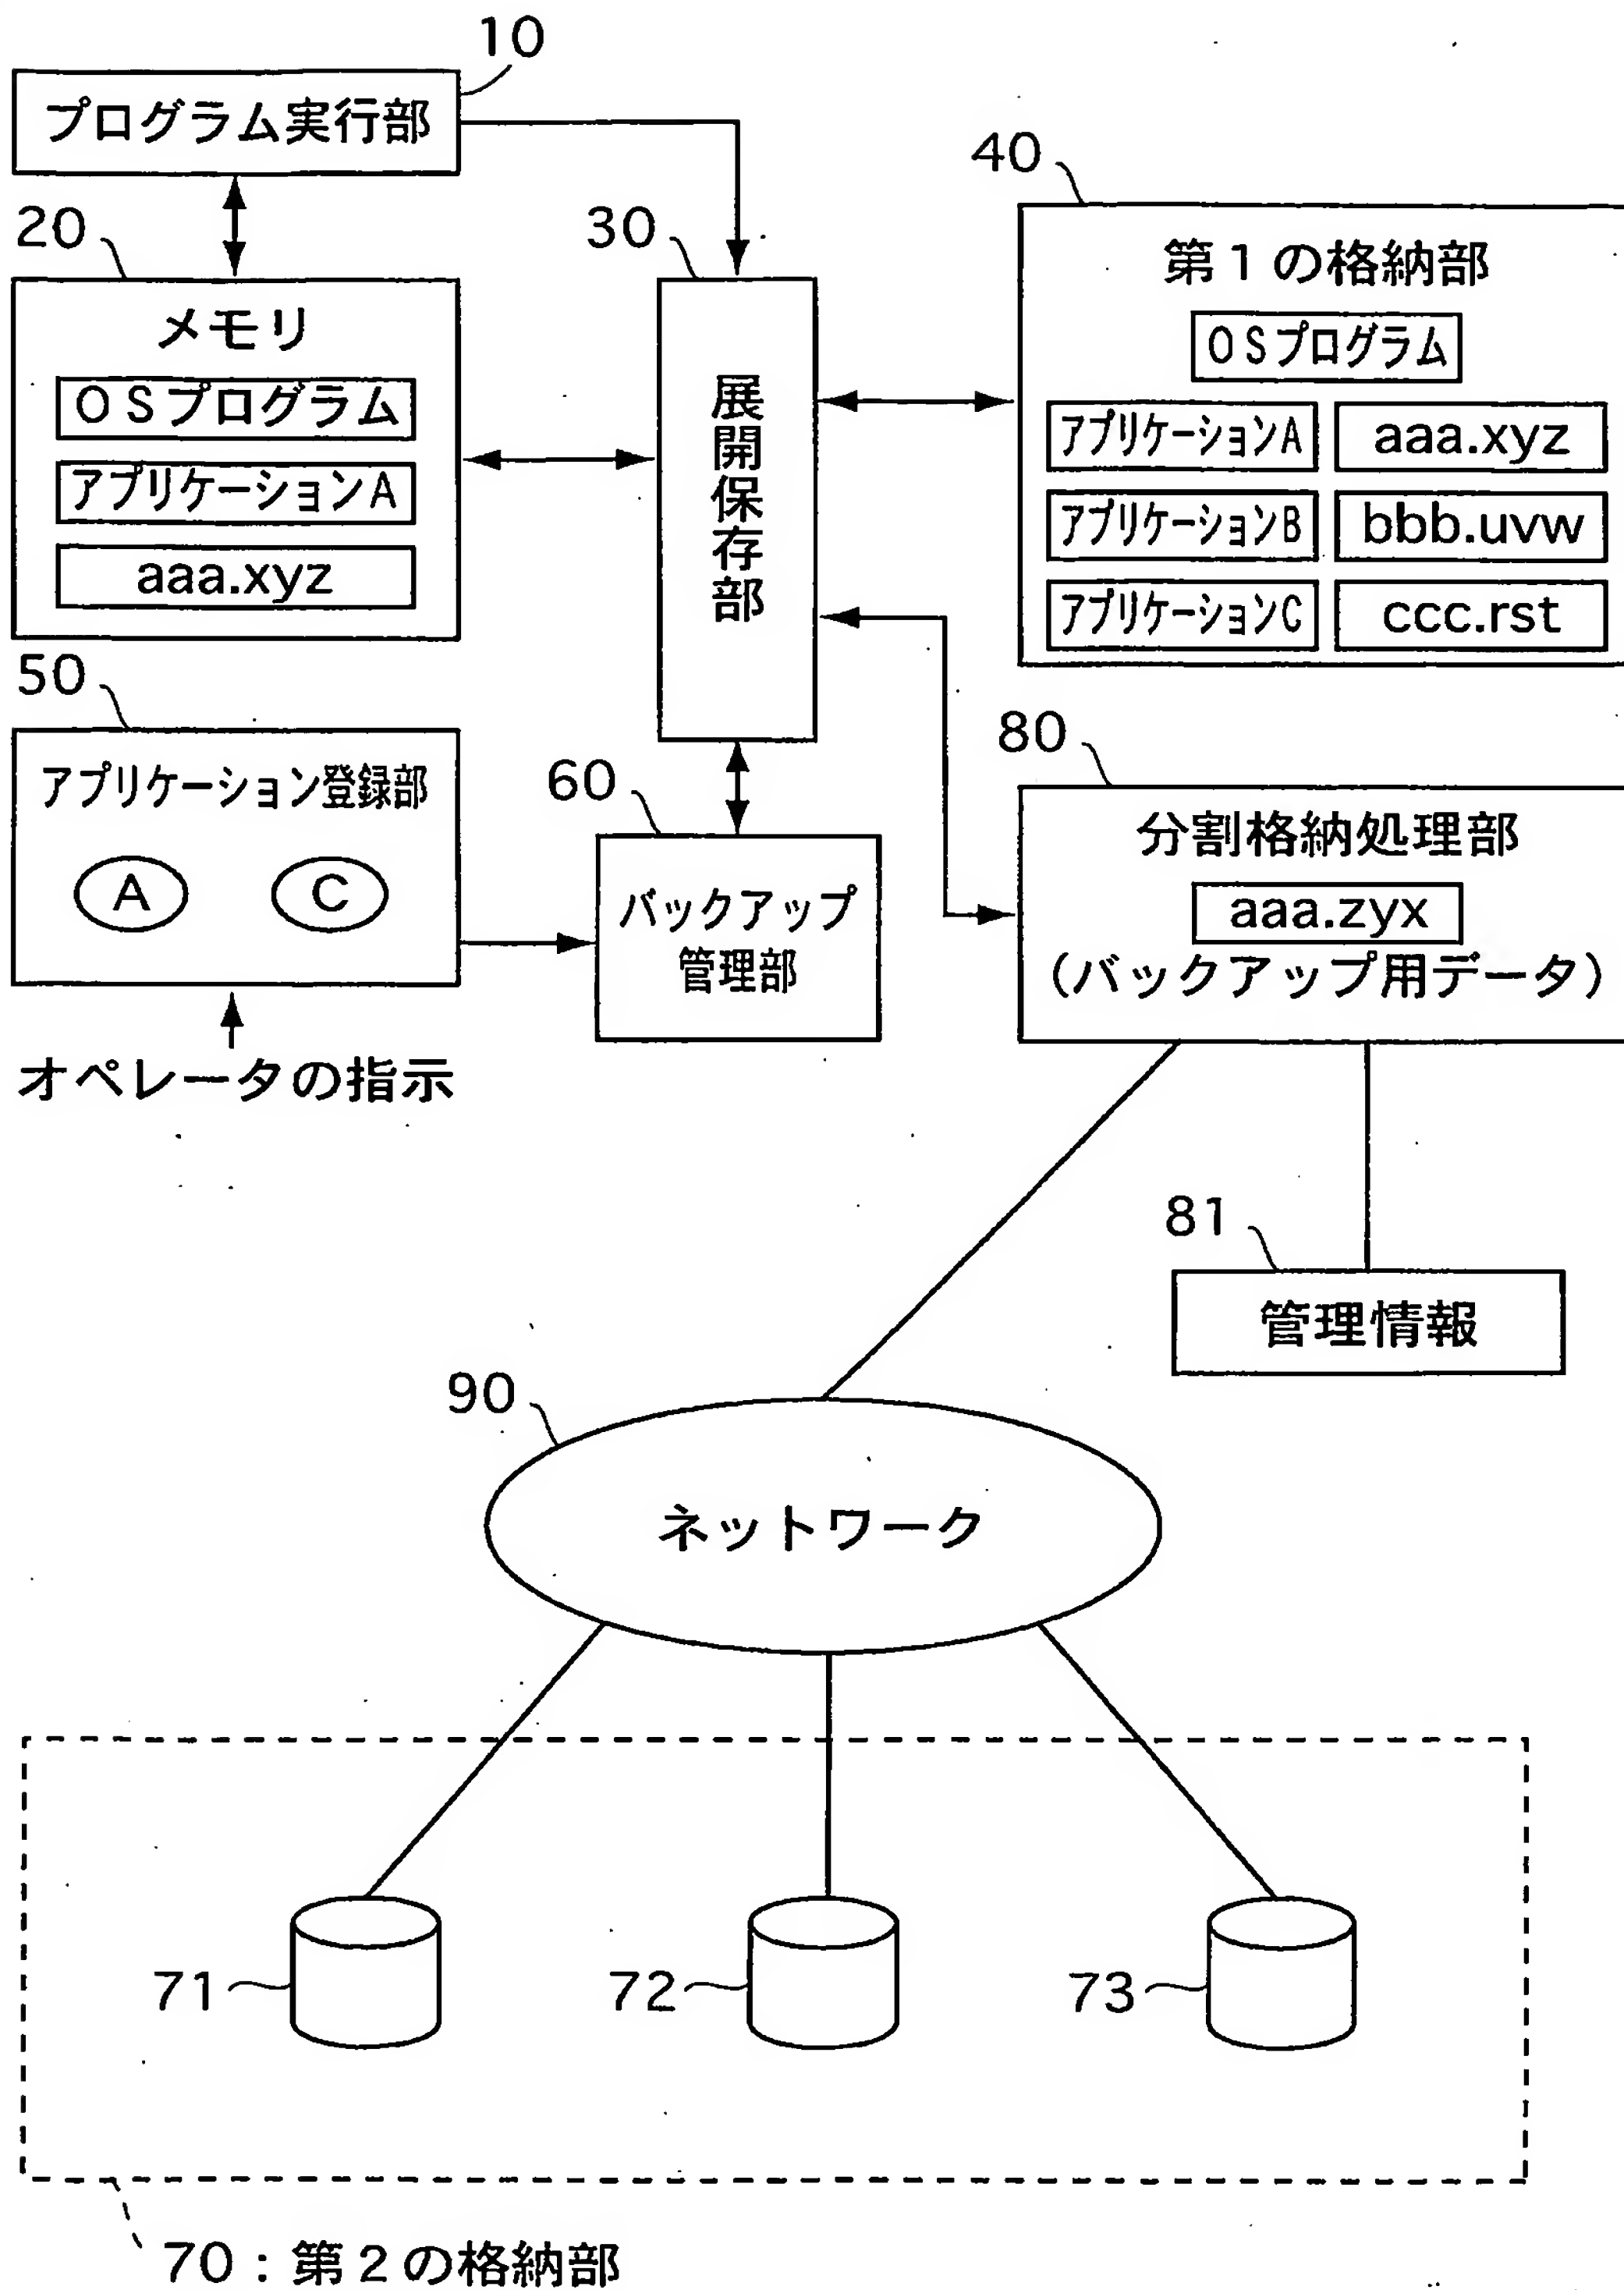 10
プログラム実行部
20
メモリ
OSプログラム
アプリケーションA
aaa.xyz
30
展開保存部
40
第1の格納部
OSプログラム
アプリケーションA
aaa.xyz
アプリケーションB
bbb.uvw
アプリケーションC
ccc.rst
50
アプリケーション登録部
A
C
オペレータの指示
60
バックアップ
管理部
80
分割格納処理部
aaa.zyx
(バックアップ用データ)
81
管理情報
90
ネットワーク
71
72
73
70:第2の格納部